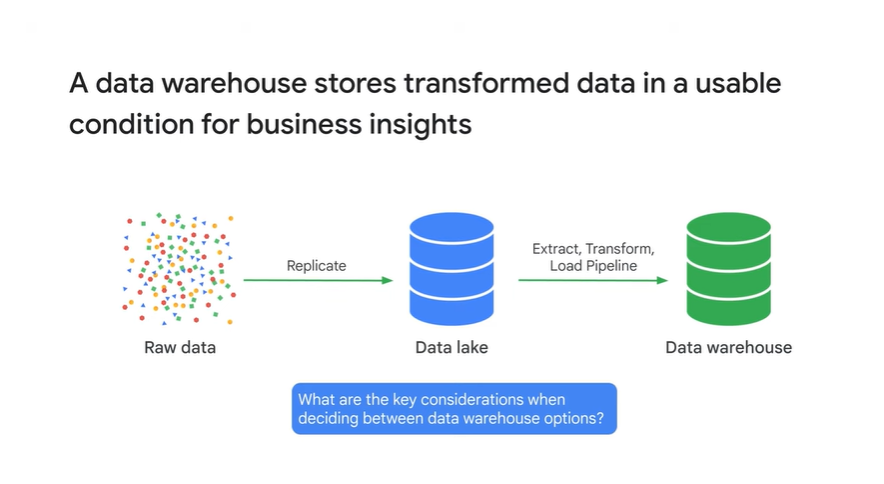 A data warehouse stores transformed data in a usable
condition for business insights
Replicate
Extract, Transform,
Load Pipeline
Raw data
Data lake
Data warehouse
What are the key considerations when
deciding between data warehouse options?